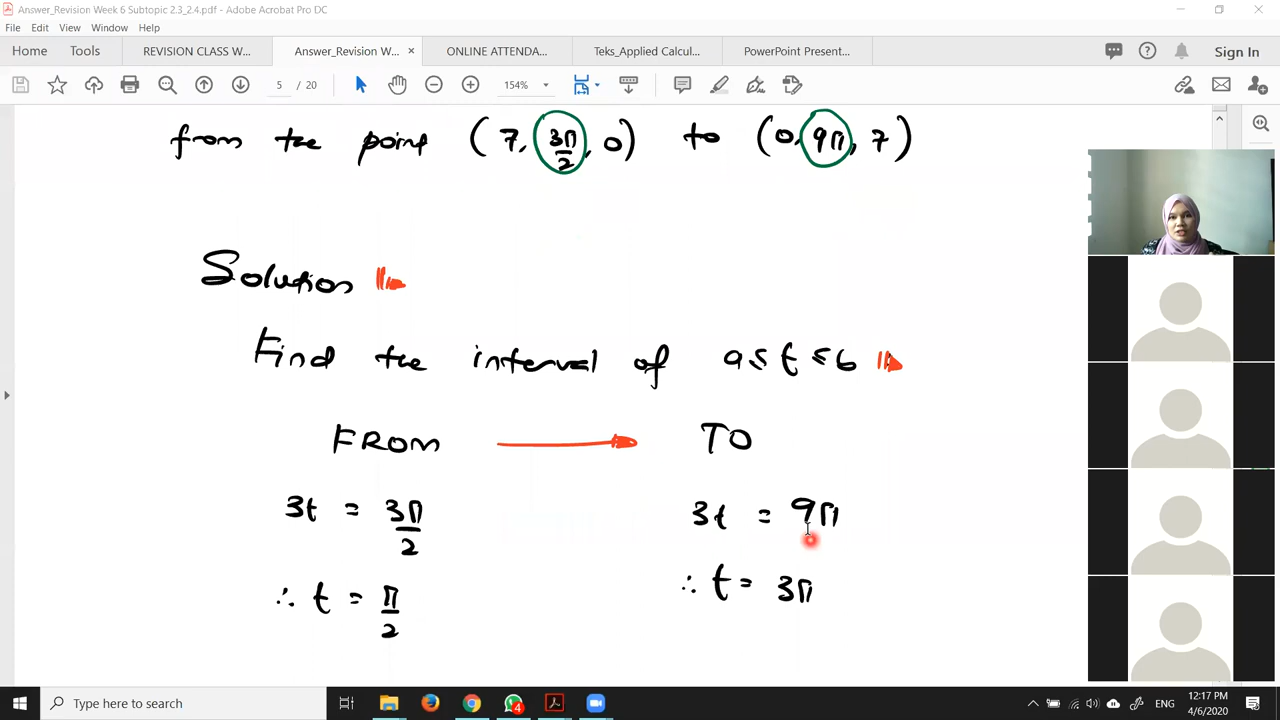 Answer_Revision Week 6 Subtopic 2.3_2.4.pdf - Adobe Acrobat Pro DC
File Edit View Window Help
Home Tools REVISION CLASS W... Answer_Revision W... × ONLINE ATTENDA... Teks_Applied Calcul... PowerPoint Present... Sign In
5 / 20 154%
from the point (7, 3π/2, 0) to (0, 9π, 7)
Solution
Find the interval of a ≤ t ≤ b
FROM TO
3t = 3π/2 3t = 9π
∴ t = π/2 ∴ t = 3π
Type here to search 4 ENG 12:17 PM
4/6/2020